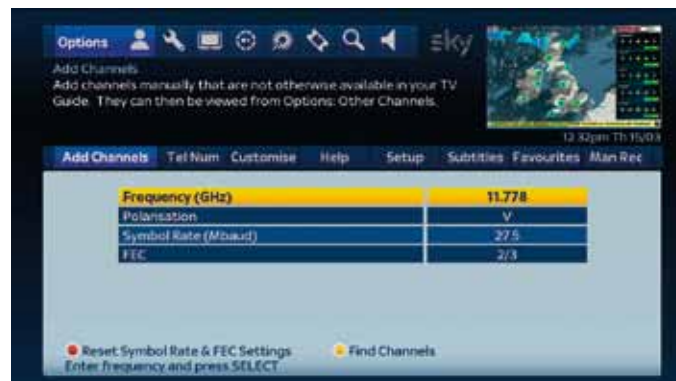 Options
sky
Add Channels
Add channels manually that are not otherwise available in your TV
Guide. They can then be viewed from Options: Other Channels.
12.32pm Th 15/03
Add Channels Tel Num Customise Help Setup Subtitles Favourites Man Rec
Frequency (GHz) 11.778
Polarisation V
Symbol Rate (Mbaud) 27.5
FEC 2/3
Reset Symbol Rate & FEC Settings Find Channels
Enter frequency and press SELECT